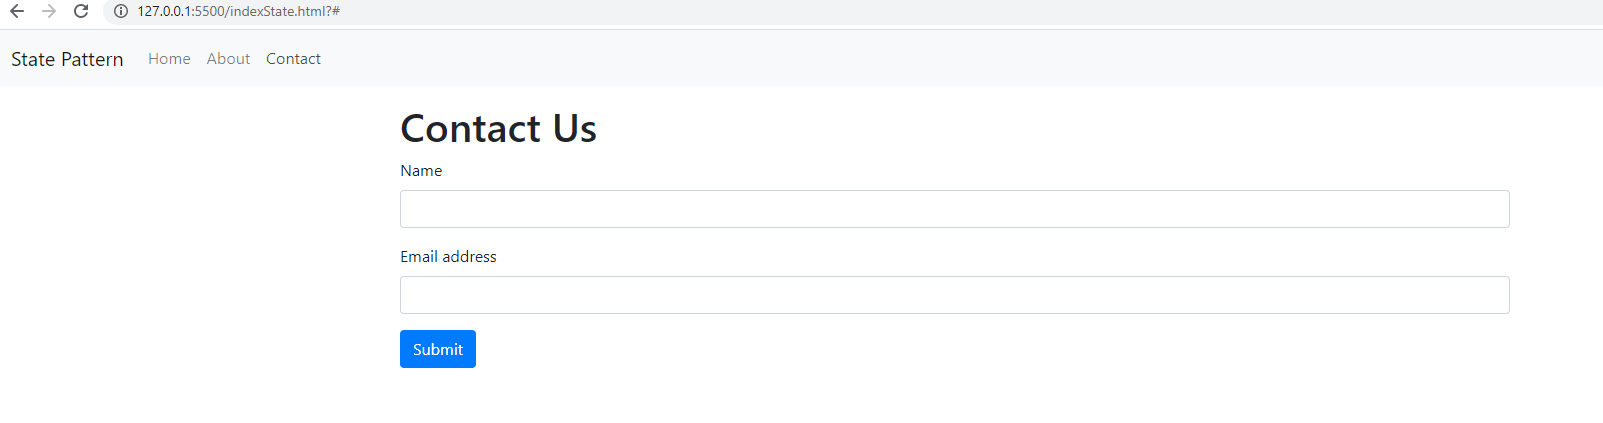 127.0.0.1:5500/indexState.html?#
State Pattern Home About Contact
Contact Us
Name
Email address
Submit